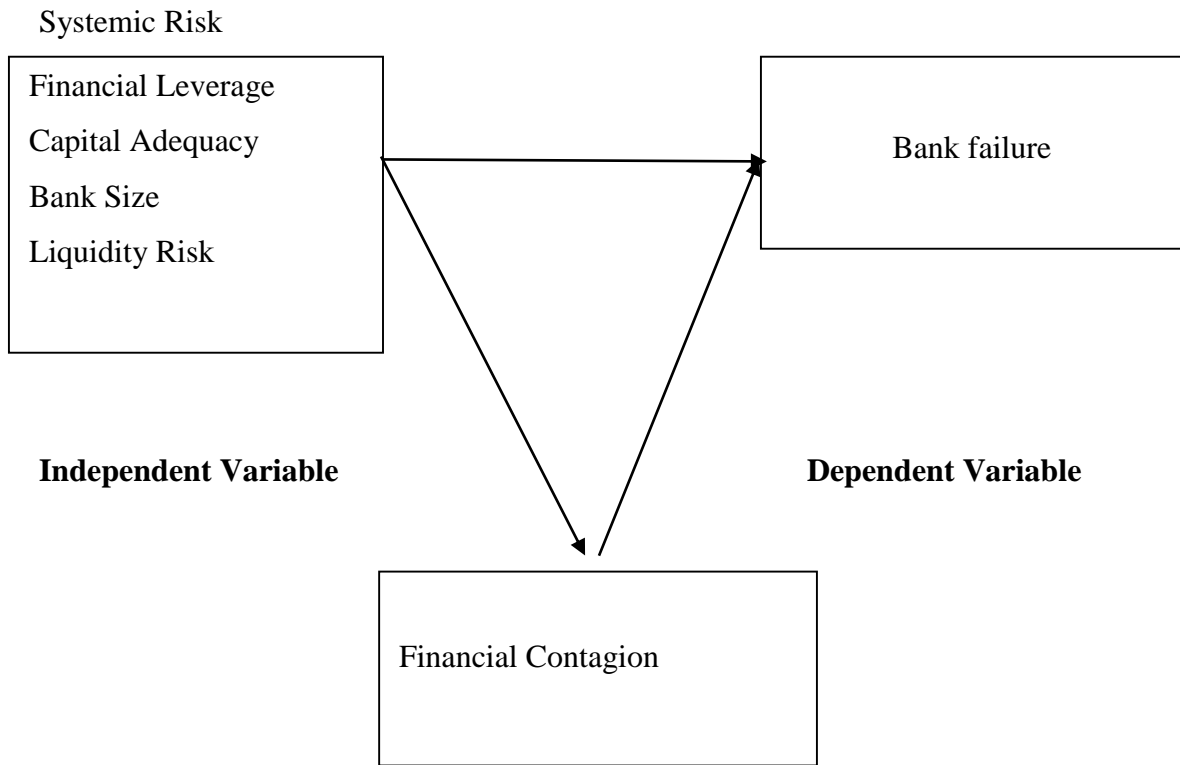 Systemic Risk
Financial Leverage
Capital Adequacy
Bank Size
Liquidity Risk
Bank failure
Independent Variable
Dependent Variable
Financial Contagion